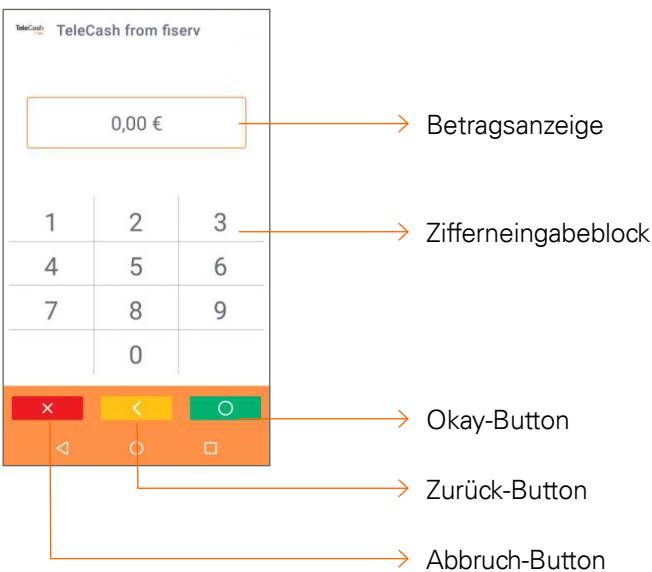 TeleCash TeleCash from fiserv
0,00 €
Betragsanzeige
1 2 3
Zifferneingabeblock
4 5 6
7 8 9
0
Okay-Button
Zurück-Button
Abbruch-Button